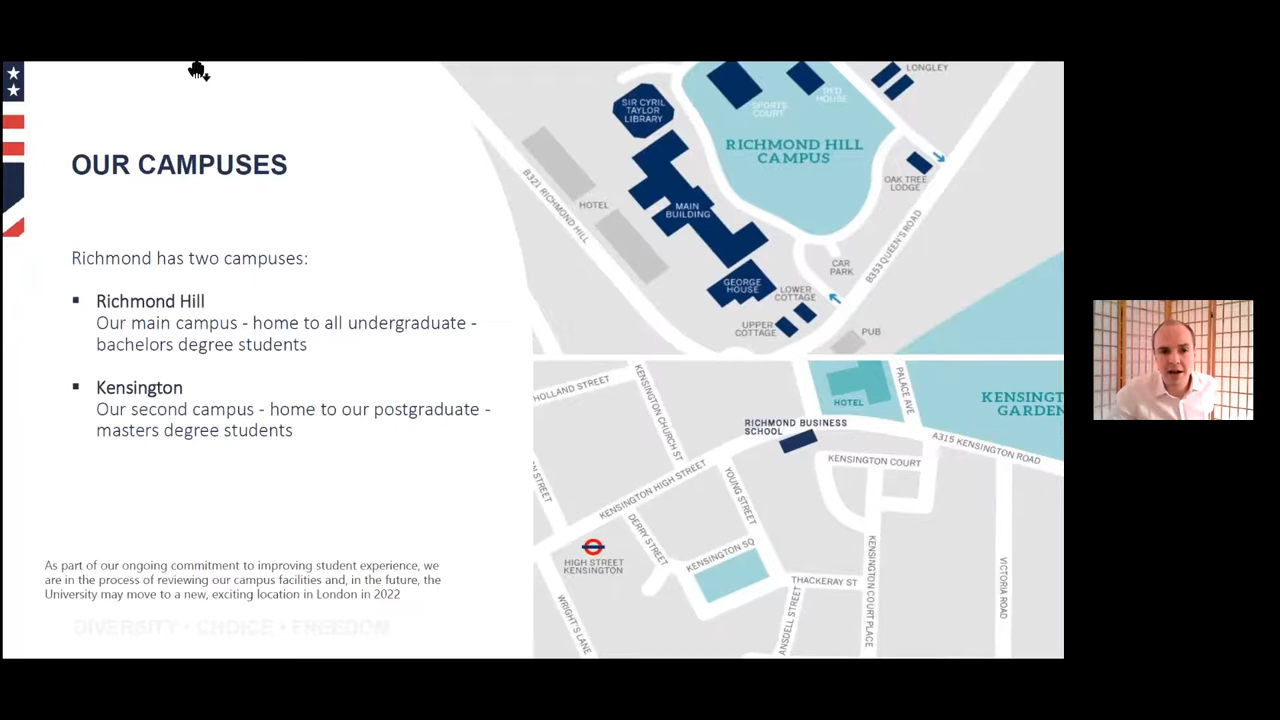 OUR CAMPUSES
Richmond has two campuses:
▪ Richmond Hill
Our main campus - home to all undergraduate -
bachelors degree students
▪ Kensington
Our second campus - home to our postgraduate -
masters degree students
As part of our ongoing commitment to improving student experience, we
are in the process of reviewing our campus facilities and, in the future, the
University may move to a new, exciting location in London in 2022
DIVERSITY • CHOICE • FREEDOM
LONGLEY
SIR CYRIL
TAYLOR
LIBRARY
SPORTS
COURT
RED
HOUSE
RICHMOND HILL
CAMPUS
OAK TREE
LODGE
B321 RICHMOND HILL
HOTEL
MAIN
BUILDING
B353 QUEEN'S ROAD
CAR
PARK
GEORGE
HOUSE
LOWER
COTTAGE
UPPER
COTTAGE
PUB
HOLLAND STREET
KENSINGTON CHURCH ST
HOTEL
PALACE AVE
KENSINGT
GARDEN
RICHMOND BUSINESS
SCHOOL
A315 KENSINGTON ROAD
KENSINGTON COURT
KENSINGTON HIGH STREET
YOUNG STREET
N STREET
DERRY STREET
KENSINGTON SQ
HIGH STREET
KENSINGTON
THACKERAY ST
KENSINGTON COURT PLACE
VICTORIA ROAD
WRIGHT'S LANE
ANSDELL STREET